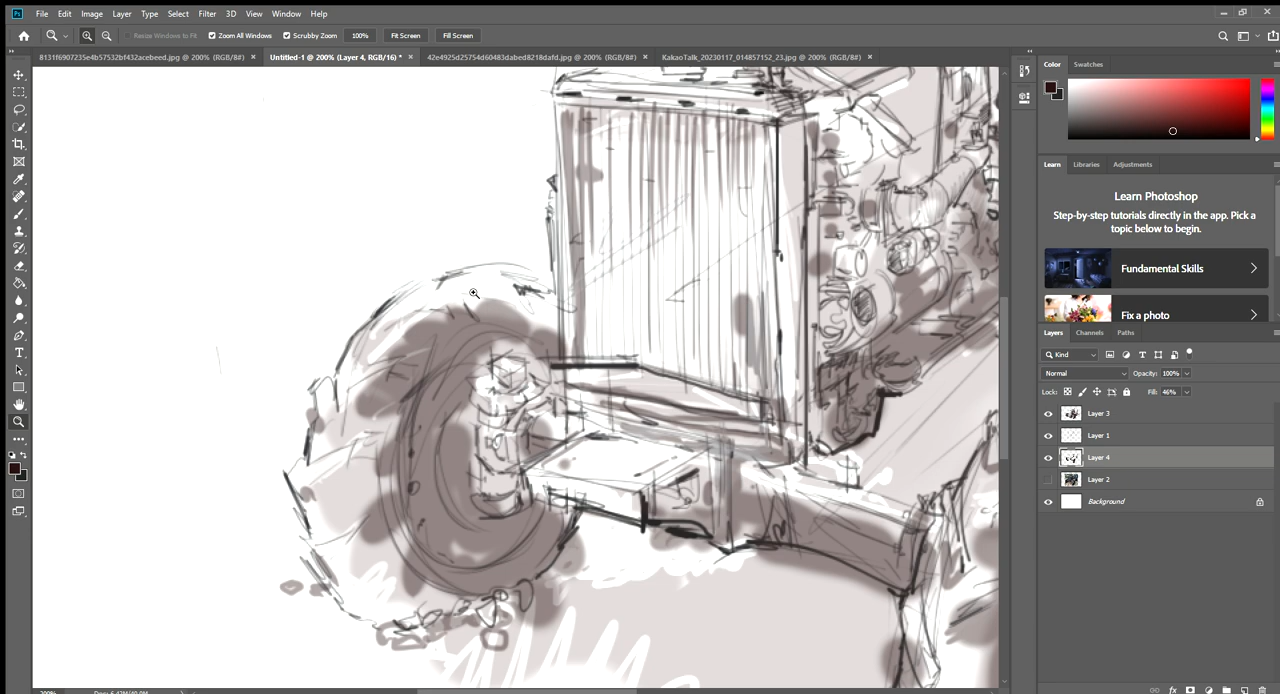 File Edit Image Layer Type Select Filter 3D View Window Help
Resize Windows to Fit Zoom All Windows Scrubby Zoom 100% Fit Screen Fill Screen
8131f6907235e4b57532bf432acebeed.jpg @ 200% (RGB/8#) × Untitled-1 @ 200% (Layer 4, RGB/16) * × 42e4925d25754d60483dabed8218dafd.jpg @ 200% (RGB/8#) × KakaoTalk_20230117_014857152_23.jpg @ 200% (RGB/8#) ×
Color Swatches
Learn Libraries Adjustments
Learn Photoshop
Step-by-step tutorials directly in the app. Pick a
topic below to begin.
Fundamental Skills
Fix a photo
Layers Channels Paths
Kind
Normal Opacity: 100%
Lock: Fill: 46%
Layer 3
Layer 1
Layer 4
Layer 2
Background
200%